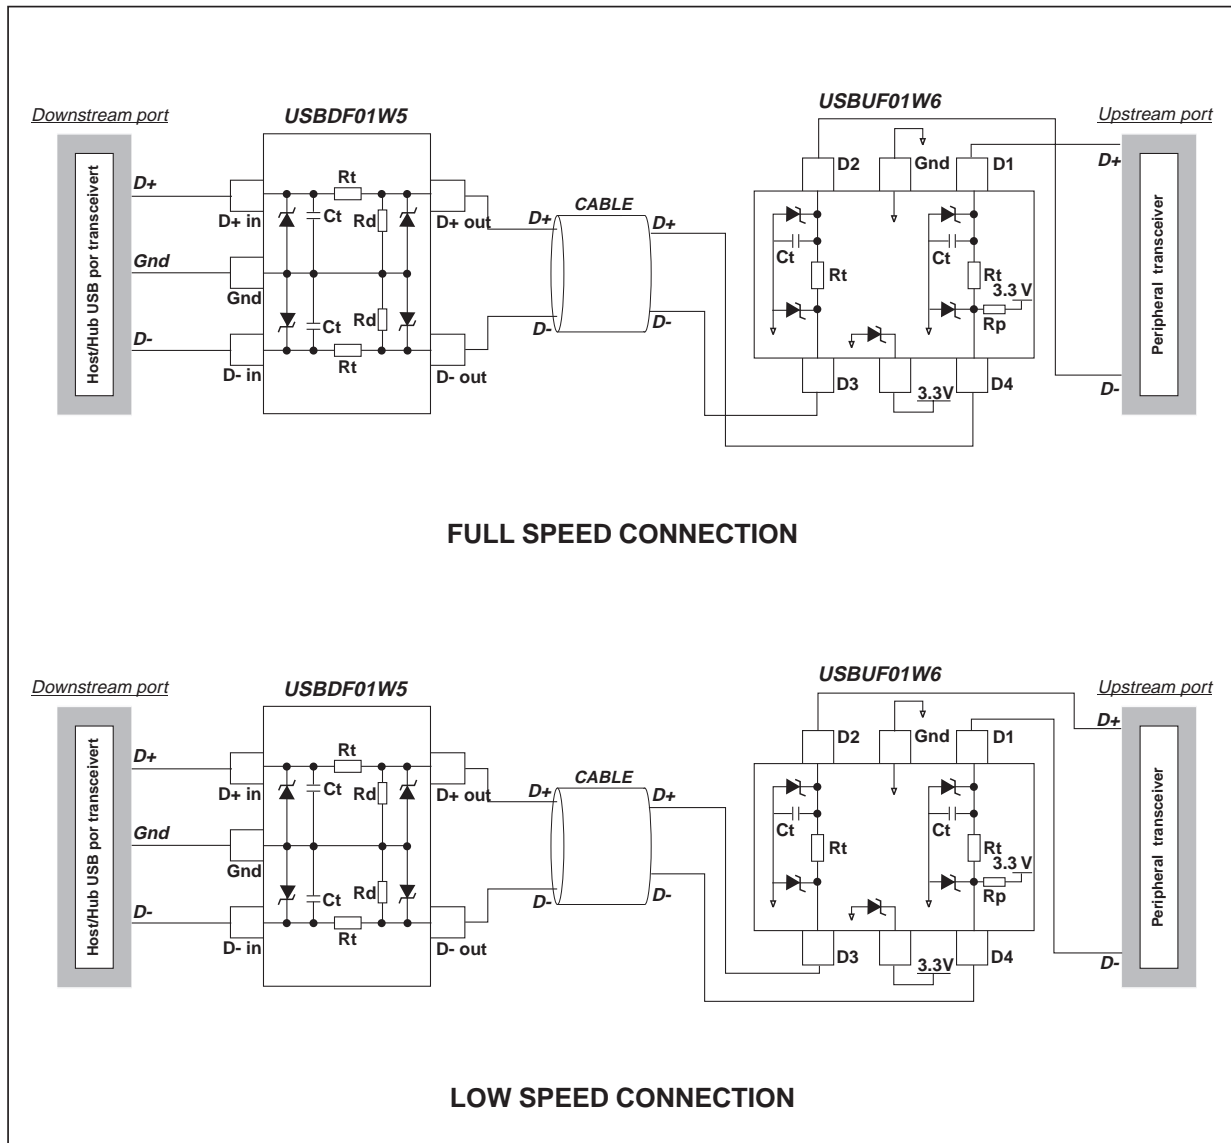 USBUF01W6
Downstream port
USBDF01W5
Upstream port
D2
Gnd
D1
D+
D+
Rt
D+ in
Ct
Rd
D+ out
D+
CABLE
D+
Host/Hub USB por transceivert
Gnd
Gnd
Ct
Rt
Ct
Rt
3.3 V
Rp
Peripheral transceiver
D-
Ct
Rd
D-
D-
D- in
Rt
D- out
D3
3.3V
D4
D-
FULL SPEED CONNECTION
USBUF01W6
Downstream port
USBDF01W5
Upstream port
D+
D2
Gnd
D1
D+
Rt
D+ in
Ct
Rd
D+ out
D+
CABLE
D+
Host/Hub USB por transceivert
Gnd
Gnd
Ct
Rt
Ct
Rt
3.3 V
Rp
Peripheral transceiver
D-
Ct
Rd
D-
D-
D- in
Rt
D- out
D3
3.3V
D4
D-
LOW SPEED CONNECTION